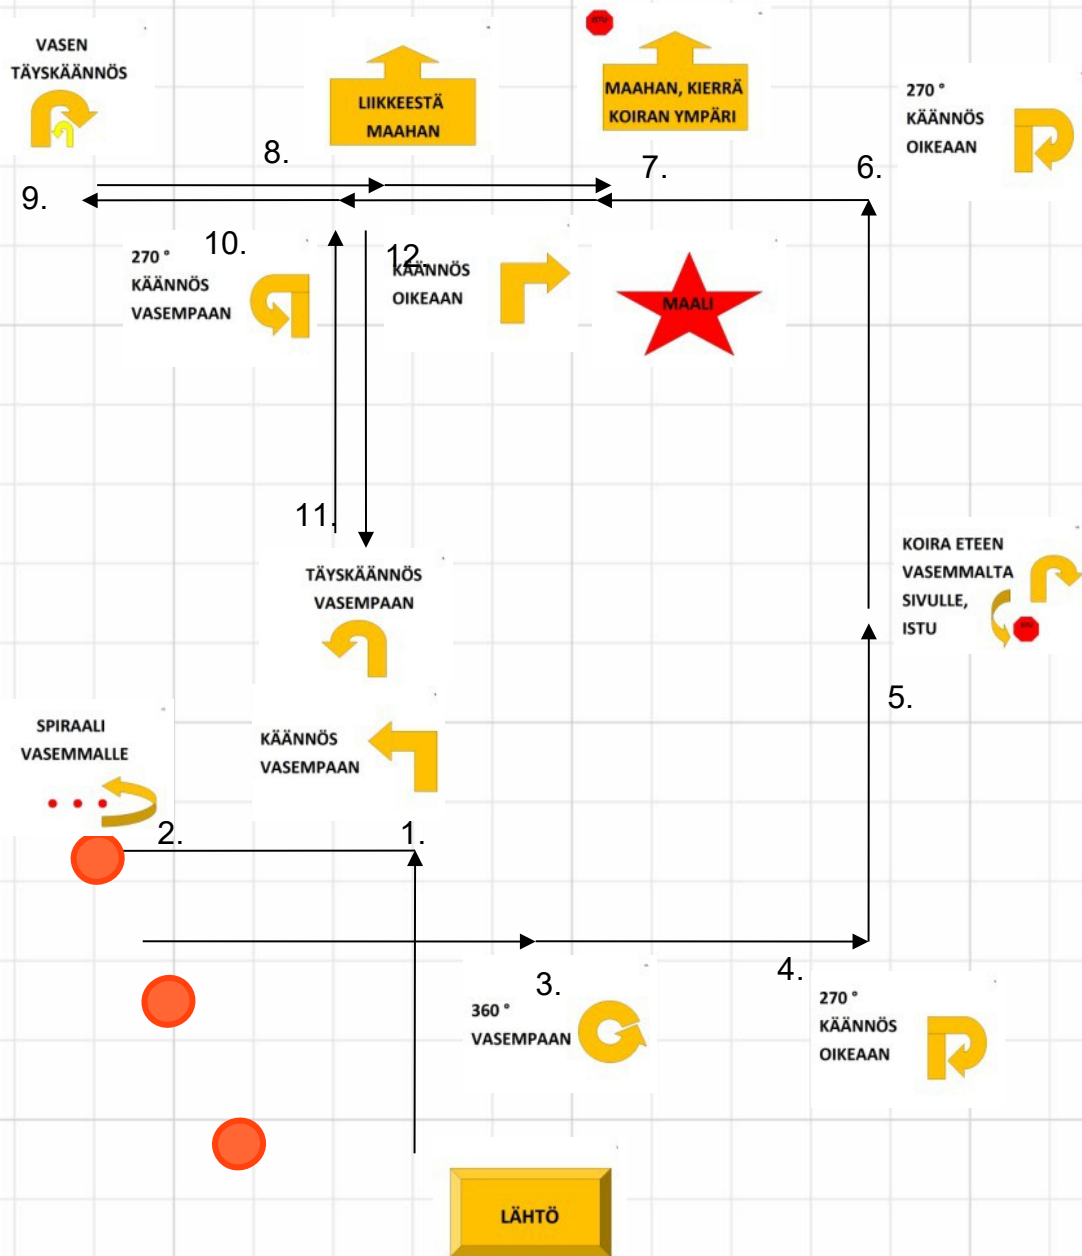 VASEN
TÄYSKÄÄNNÖS
LIIKKEESTÄ
MAAHAN
ISTU
MAAHAN, KIERRÄ
KOIRAN YMPÄRI
270 °
KÄÄNNÖS
OIKEAAN
8.
7.
6.
9.
10.
270 °
KÄÄNNÖS
VASEMPAAN
12.
KÄÄNNÖS
OIKEAAN
MAALI
11.
TÄYSKÄÄNNÖS
VASEMPAAN
KOIRA ETEEN
VASEMMALTA
SIVULLE,
ISTU
ISTU
5.
SPIRAALI
VASEMMALLE
KÄÄNNÖS
VASEMPAAN
2.
1.
3.
360 °
VASEMPAAN
4.
270 °
KÄÄNNÖS
OIKEAAN
LÄHTÖ